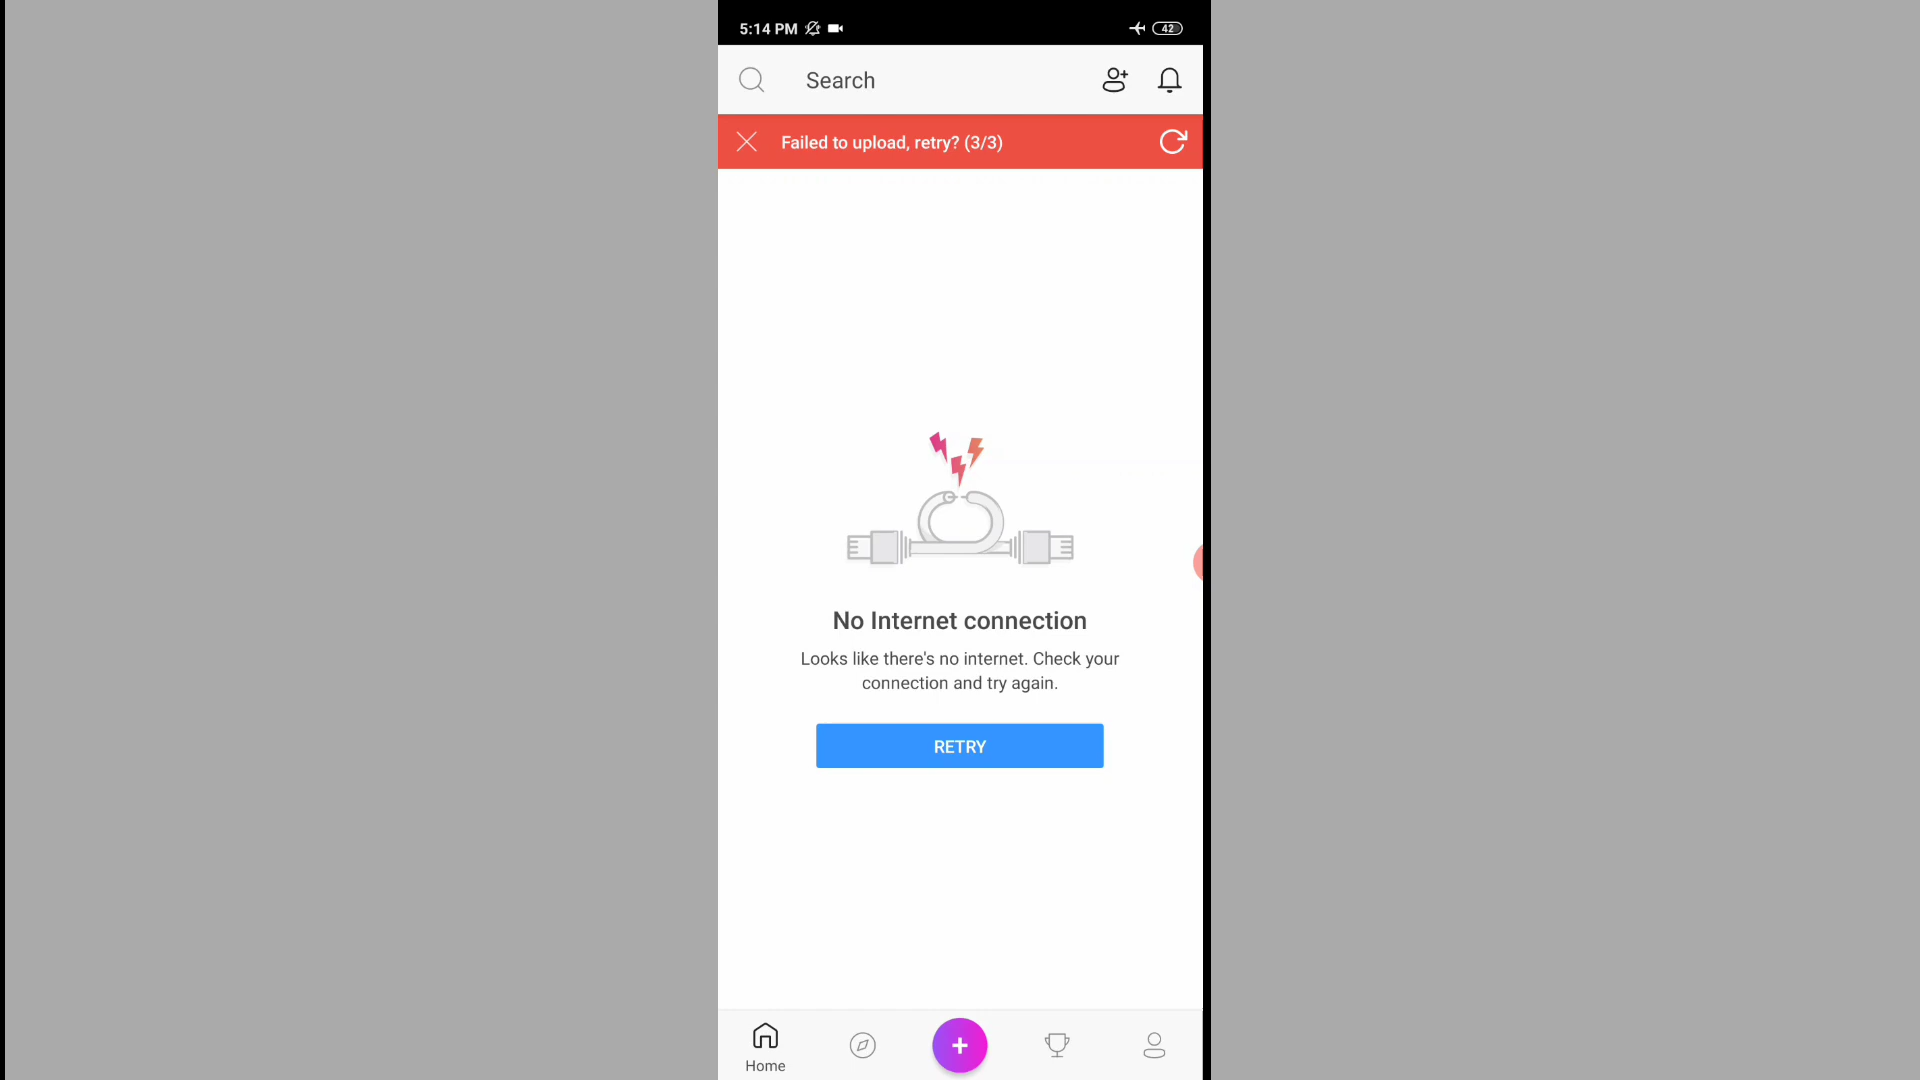 5:14 PM
42
Search
Failed to upload, retry? (3/3)
No Internet connection
Looks like there's no internet. Check your
connection and try again.
RETRY
Home